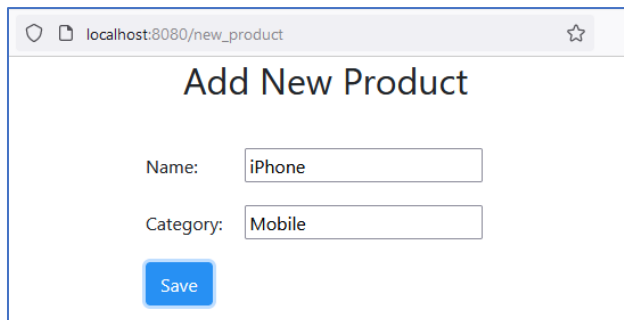 localhost:8080/new_product
Add New Product
Name: iPhone
Category: Mobile
Save